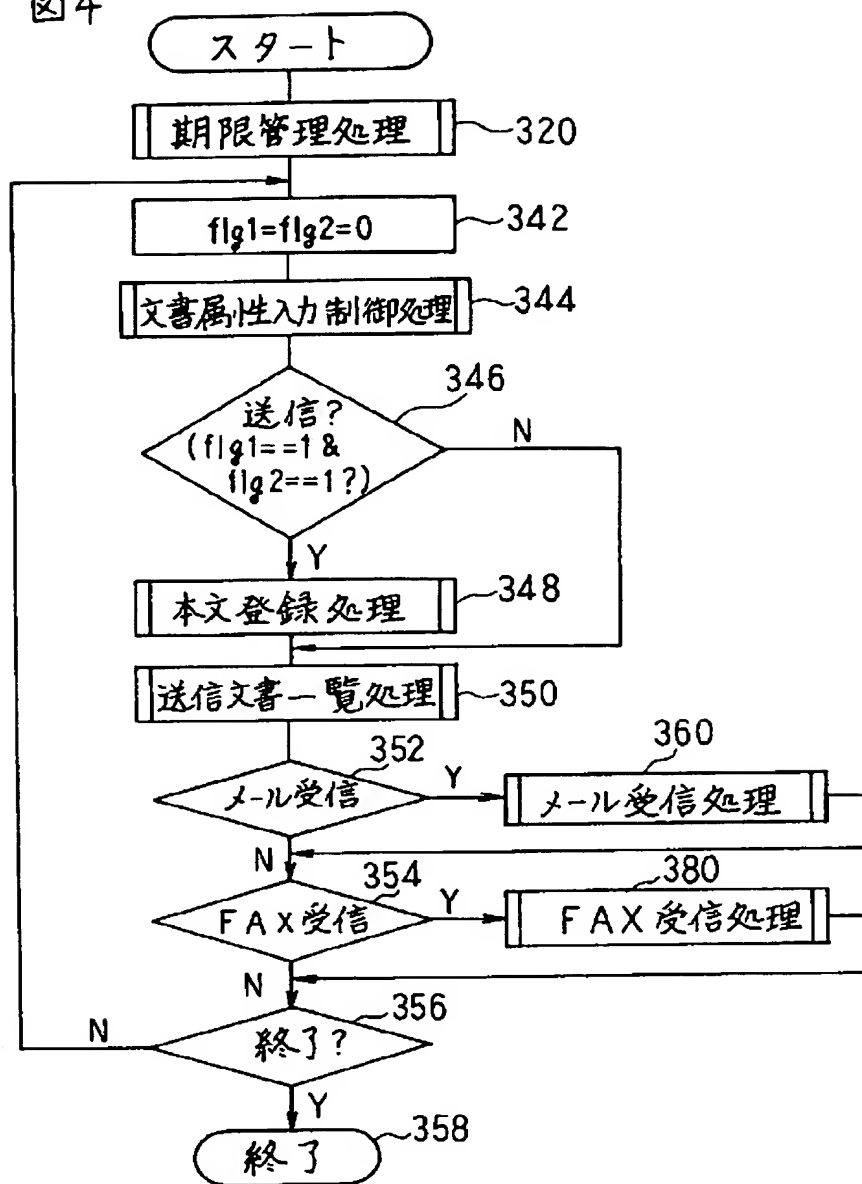 図4
スタート
期限管理処理
320
flg1=flg2=0
342
文書属性入力制御処理
344
346
送信?
(flg1==1 &
flg2==1?)
N
Y
本文登録処理
348
送信文書一覧処理
350
352
メール受信
Y
360
メール受信処理
N
354
FAX受信
Y
380
FAX受信処理
N
356
終了?
N
Y
終了
358